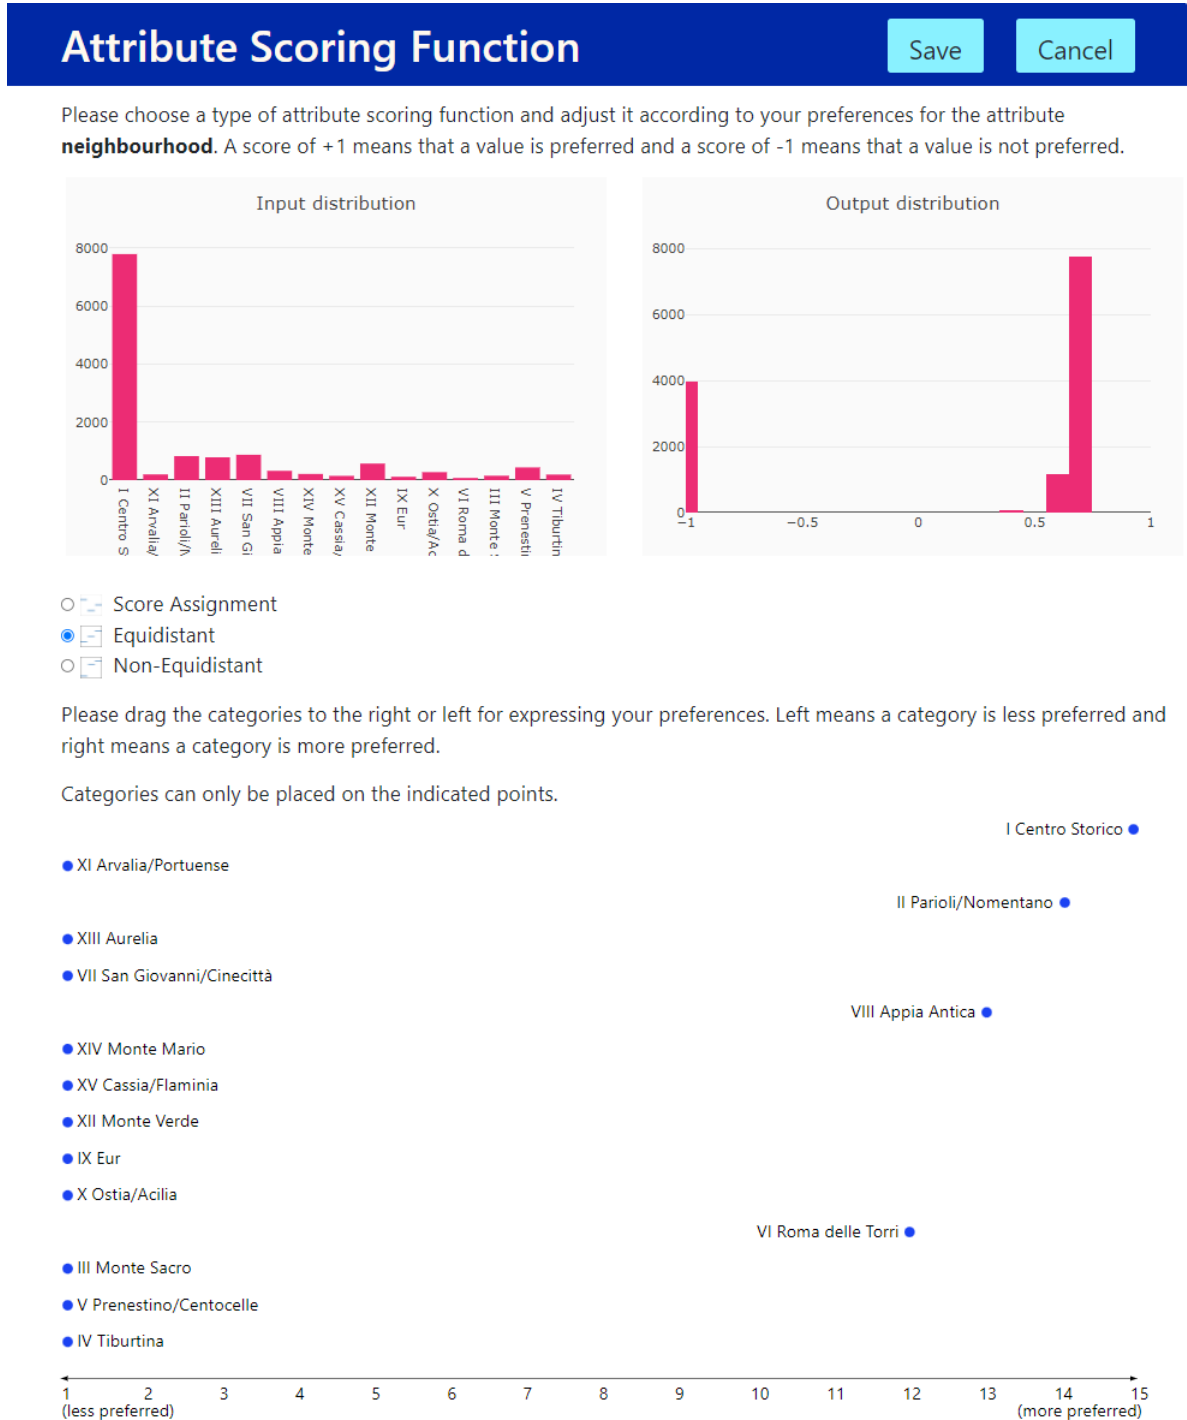 Attribute Scoring Function
Save
Cancel
Please choose a type of attribute scoring function and adjust it according to your preferences for the attribute
neighbourhood. A score of +1 means that a value is preferred and a score of -1 means that a value is not preferred.
Input distribution
8000
6000
4000
2000
0
I Centro S
XI Arvalia/
II Parioli/N
XIII Aureli
VII San Gi
VIII Appia
XIV Monte
XV Cassia/
XII Monte
IX Eur
X Ostia/Ac
VI Roma d
III Monte S
V Prenesti
IV Tiburtin
Output distribution
8000
6000
4000
2000
0
−1
−0.5
0
0.5
1
Score Assignment
Equidistant
Non-Equidistant
Please drag the categories to the right or left for expressing your preferences. Left means a category is less preferred and
right means a category is more preferred.
Categories can only be placed on the indicated points.
I Centro Storico
XI Arvalia/Portuense
II Parioli/Nomentano
XIII Aurelia
VII San Giovanni/Cinecittà
VIII Appia Antica
XIV Monte Mario
XV Cassia/Flaminia
XII Monte Verde
IX Eur
X Ostia/Acilia
VI Roma delle Torri
III Monte Sacro
V Prenestino/Centocelle
IV Tiburtina
1 2 3 4 5 6 7 8 9 10 11 12 13 14 15
(less preferred) (more preferred)